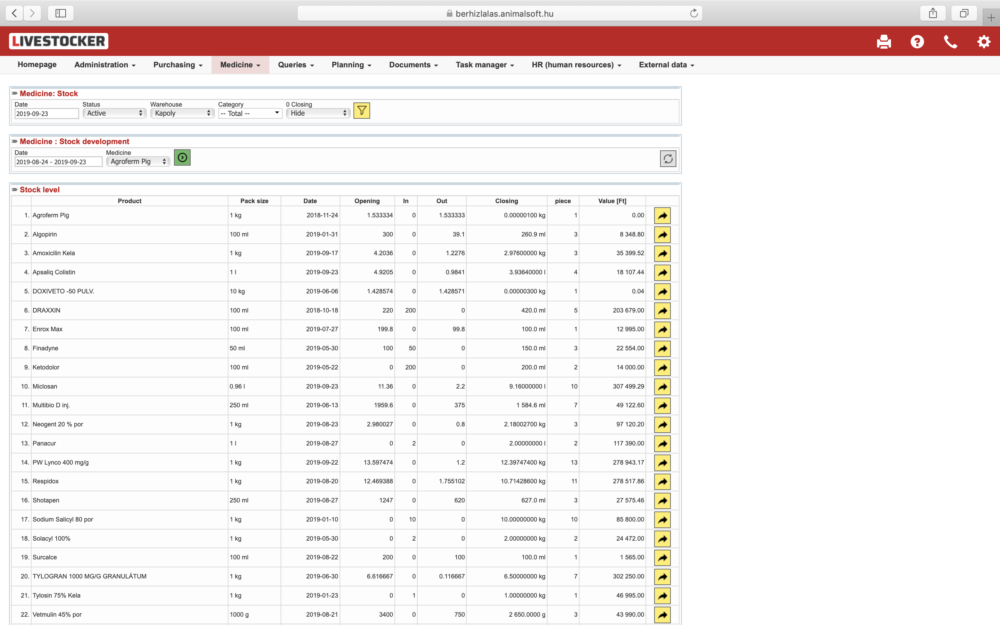 berhizlalas.animalsoft.hu
LIVESTOCKER
Homepage Administration Purchasing Medicine Queries Planning Documents Task manager HR (human resources) External data
Medicine: Stock
Date Status Warehouse Category 0 Closing
2019-09-23 Active Kapoly -- Total -- Hide
Medicine : Stock development
Date Medicine
2019-08-24 - 2019-09-23 Agroferm Pig
Stock level
Product Pack size Date Opening In Out Closing piece Value [Ft]
1. Agroferm Pig 1 kg 2018-11-24 1.533334 0 1.533333 0.00000100 kg 1 0.00
2. Algopirin 100 ml 2019-01-31 300 0 39.1 260.9 ml 3 8 348.80
3. Amoxicilin Kela 1 kg 2019-09-17 4.2036 0 1.2276 2.97600000 kg 3 35 399.52
4. Apsaliq Colistin 1 l 2019-09-23 4.9205 0 0.9841 3.93640000 l 4 18 107.44
5. DOXIVETO -50 PULV. 10 kg 2019-06-06 1.428574 0 1.428571 0.00000300 kg 1 0.04
6. DRAXXIN 100 ml 2018-10-18 220 200 0 420.0 ml 5 203 679.00
7. Enrox Max 100 ml 2019-07-27 199.8 0 99.8 100.0 ml 1 12 995.00
8. Finadyne 50 ml 2019-05-30 100 50 0 150.0 ml 3 22 554.00
9. Ketodolor 100 ml 2019-05-22 0 200 0 200.0 ml 2 14 000.00
10. Miclosan 0.96 l 2019-09-23 11.36 0 2.2 9.16000000 l 10 307 499.29
11. Multibio D inj. 250 ml 2019-06-13 1959.6 0 375 1 584.6 ml 7 49 122.60
12. Neogent 20 % por 1 kg 2019-08-23 2.980027 0 0.8 2.18002700 kg 3 97 120.20
13. Panacur 1 l 2019-08-27 0 2 0 2.00000000 l 2 117 390.00
14. PW Lynco 400 mg/g 1 kg 2019-09-22 13.597474 0 1.2 12.39747400 kg 13 278 943.17
15. Respidox 1 kg 2019-08-20 12.469388 0 1.755102 10.71428600 kg 11 278 517.86
16. Shotapen 250 ml 2019-08-27 1247 0 620 627.0 ml 3 27 575.46
17. Sodium Salicyl 80 por 1 kg 2019-01-10 0 10 0 10.00000000 kg 10 85 800.00
18. Solacyl 100% 1 kg 2019-05-30 0 2 0 2.00000000 kg 2 24 472.00
19. Surcalce 100 ml 2019-08-22 200 0 100 100.0 ml 1 1 565.00
20. TYLOGRAN 1000 MG/G GRANULÁTUM 1 kg 2019-06-30 6.616667 0 0.116667 6.50000000 kg 7 302 250.00
21. Tylosin 75% Kela 1 kg 2019-01-23 0 1 0 1.00000000 kg 1 46 995.00
22. Vetmulin 45% por 1000 g 2019-08-21 3400 0 750 2 650.0000 g 3 43 990.00